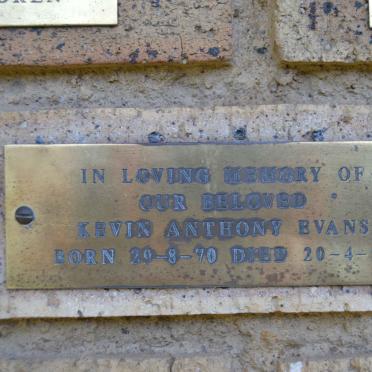 IN LOVING MEMORY OF
OUR BELOVED
KEVIN ANTHONY EVANS
BORN 29-8-70 DIED 20-4-